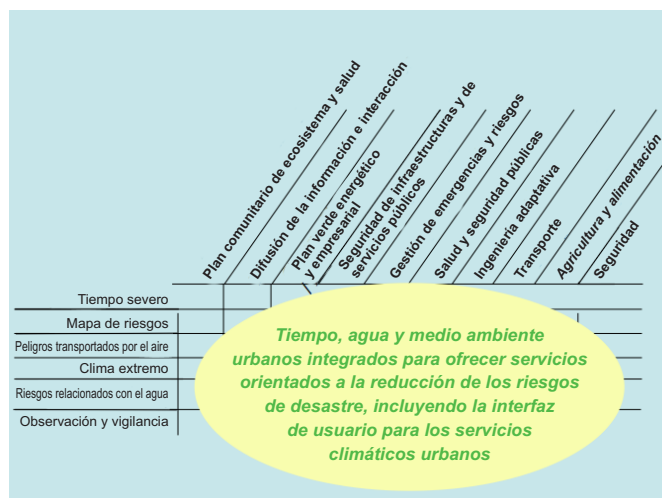 Plan comunitario de ecosistema y salud
Difusión de la información e interacción
Plan verde energético
y empresarial
Seguridad de infraestructuras y de
servicios públicos
Gestión de emergencias y riesgos
Salud y seguridad públicas
Ingeniería adaptativa
Transporte
Agricultura y alimentación
Seguridad
Tiempo severo
Mapa de riesgos
Peligros transportados por el aire
Clima extremo
Riesgos relacionados con el agua
Observación y vigilancia
Tiempo, agua y medio ambiente
urbanos integrados para ofrecer servicios
orientados a la reducción de los riesgos
de desastre, incluyendo la interfaz
de usuario para los servicios
climáticos urbanos